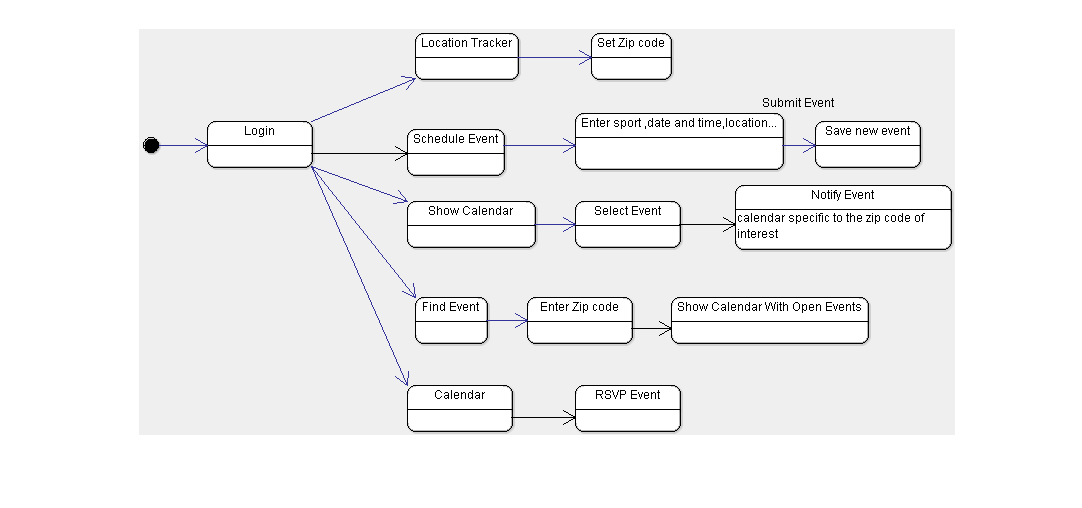 Location Tracker
Set Zip code
Submit Event
Login
Schedule Event
Enter sport ,date and time,location...
Save new event
Show Calendar
Select Event
Notify Event
calendar specific to the zip code of
interest
Find Event
Enter Zip code
Show Calendar With Open Events
Calendar
RSVP Event